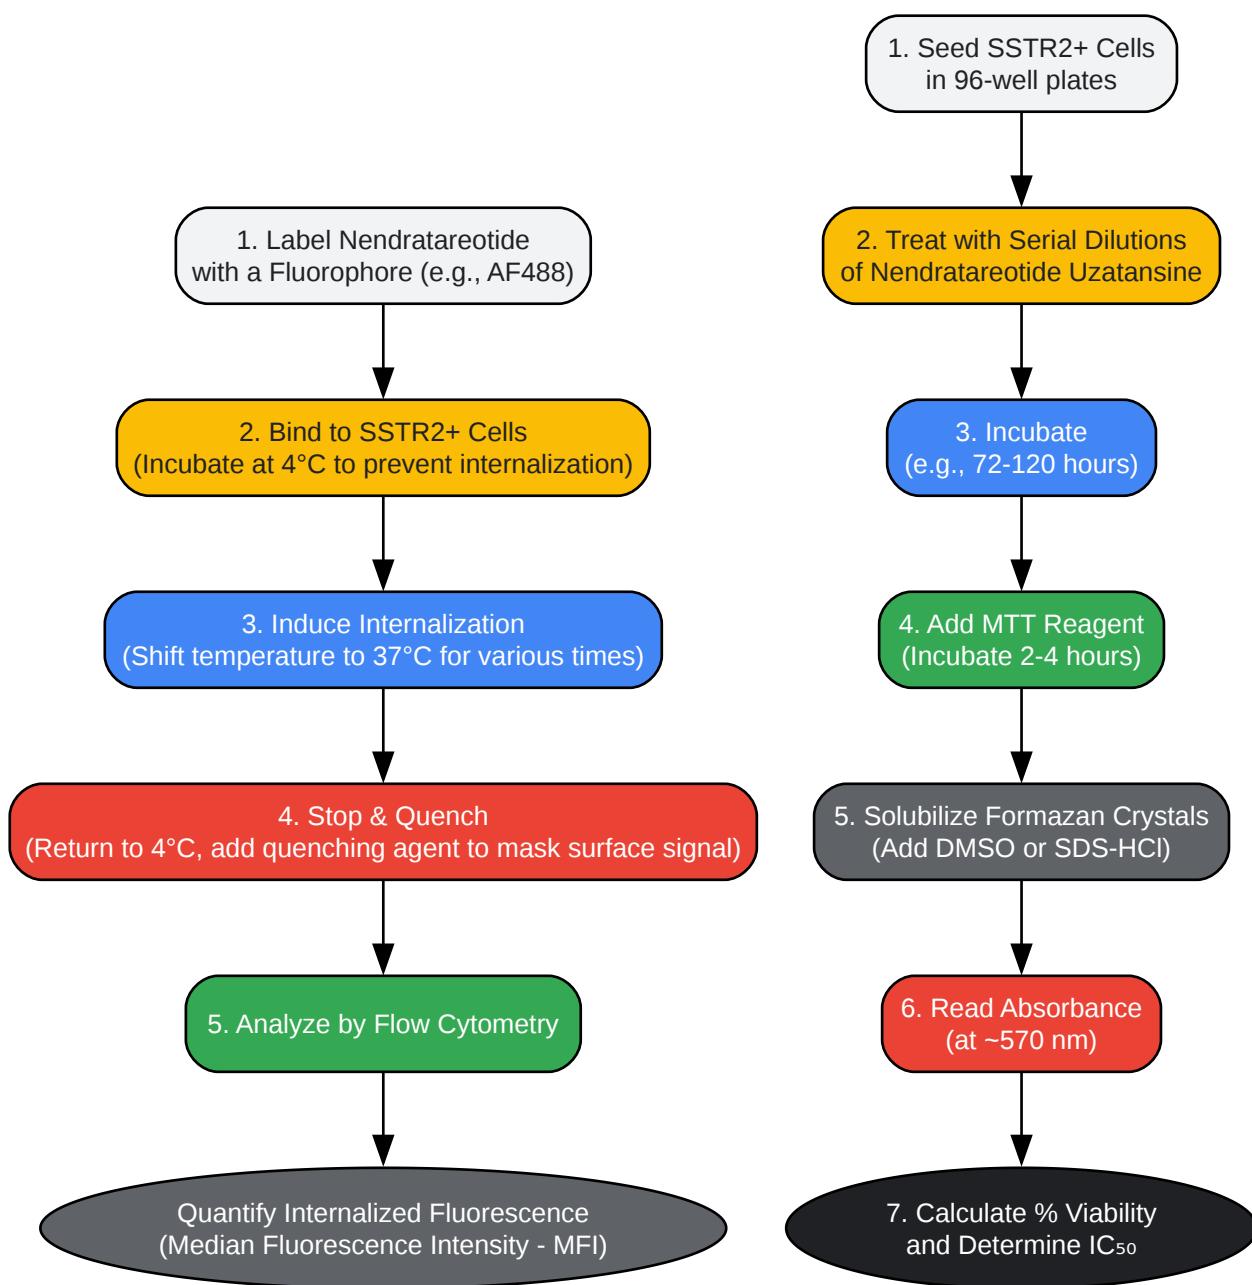 1. Label Nendratareotide
with a Fluorophore (e.g., AF488)
2. Bind to SSTR2+ Cells
(Incubate at 4°C to prevent internalization)
3. Induce Internalization
(Shift temperature to 37°C for various times)
4. Stop & Quench
(Return to 4°C, add quenching agent to mask surface signal)
5. Analyze by Flow Cytometry
Quantify Internalized Fluorescence
(Median Fluorescence Intensity - MFI)
1. Seed SSTR2+ Cells
in 96-well plates
2. Treat with Serial Dilutions
of Nendratareotide Uzatansine
3. Incubate
(e.g., 72-120 hours)
4. Add MTT Reagent
(Incubate 2-4 hours)
5. Solubilize Formazan Crystals
(Add DMSO or SDS-HCl)
6. Read Absorbance
(at ~570 nm)
7. Calculate % Viability
and Determine IC₅₀